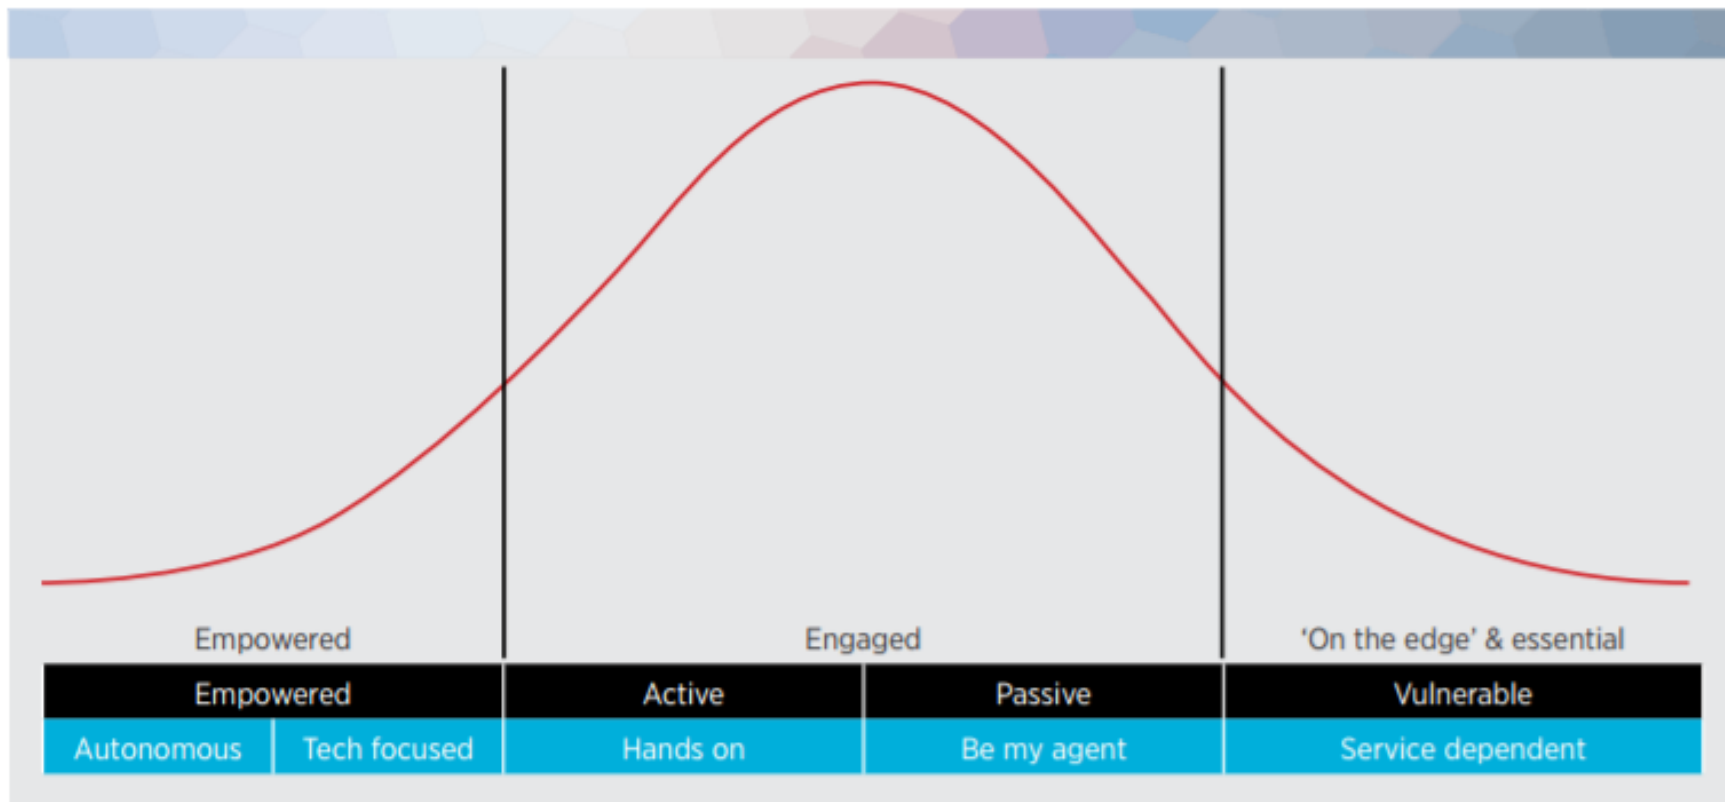 Empowered Engaged 'On the edge' & essential
Empowered Active Passive Vulnerable
Autonomous Tech focused Hands on Be my agent Service dependent